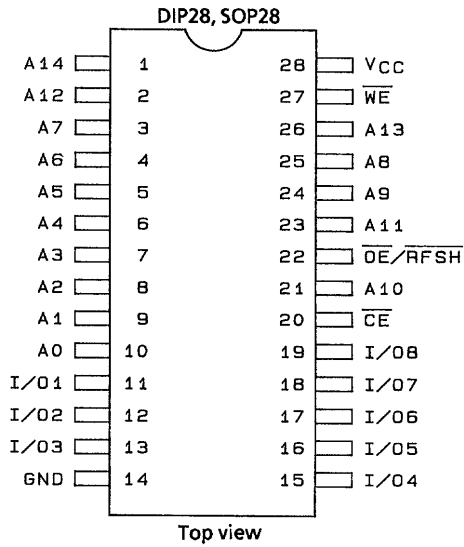 DIP28, SOP28
A14 1 28 VCC
A12 2 27 WE
A7 3 26 A13
A6 4 25 A8
A5 5 24 A9
A4 6 23 A11
A3 7 22 OE/RFSH
A2 8 21 A10
A1 9 20 CE
A0 10 19 I/O8
I/O1 11 18 I/O7
I/O2 12 17 I/O6
I/O3 13 16 I/O5
GND 14 15 I/O4
Top view